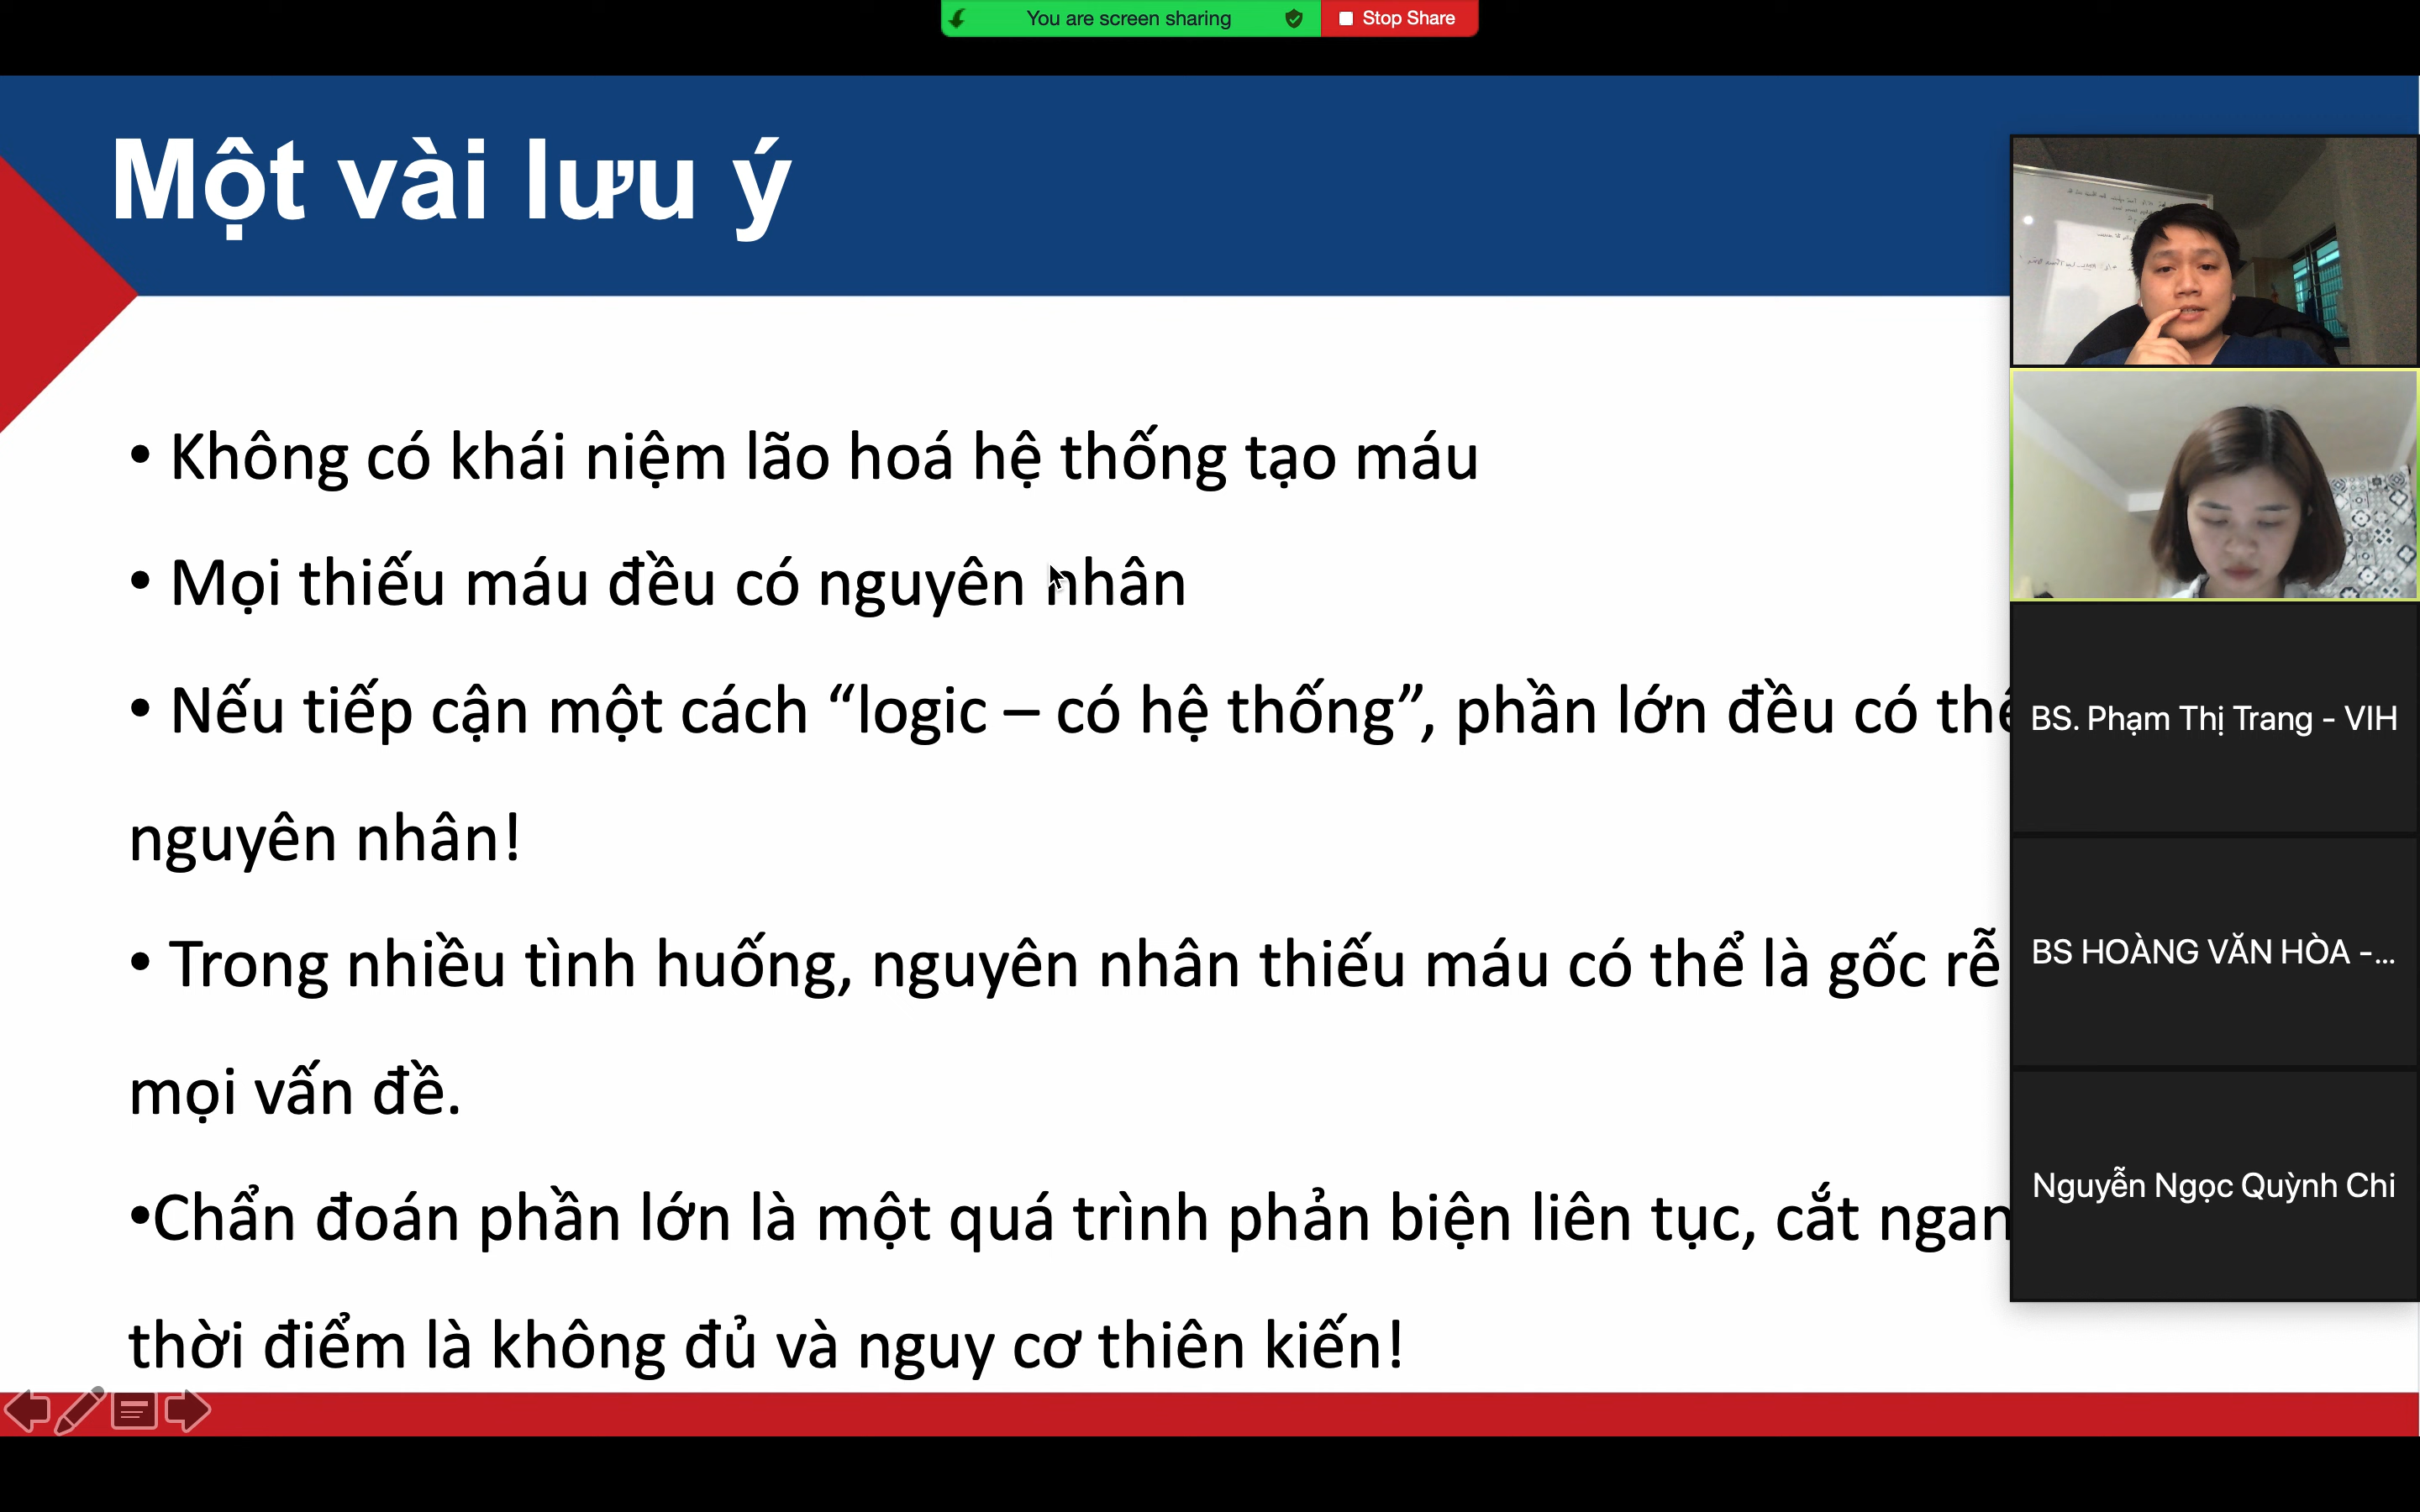 You are screen sharing
Stop Share
Một vài lưu ý
• Không có khái niệm lão hoá hệ thống tạo máu
• Mọi thiếu máu đều có nguyên nhân
• Nếu tiếp cận một cách “logic – có hệ thống”, phần lớn đều có
nguyên nhân!
• Trong nhiều tình huống, nguyên nhân thiếu máu có thể là gốc rễ
mọi vấn đề.
•Chẩn đoán phần lớn là một quá trình phản biện liên tục, cắt
thời điểm là không đủ và nguy cơ thiên kiến!
BS. Phạm Thị Trang - VIH
BS HOÀNG VĂN HÒA -...
Nguyễn Ngọc Quỳnh Chi